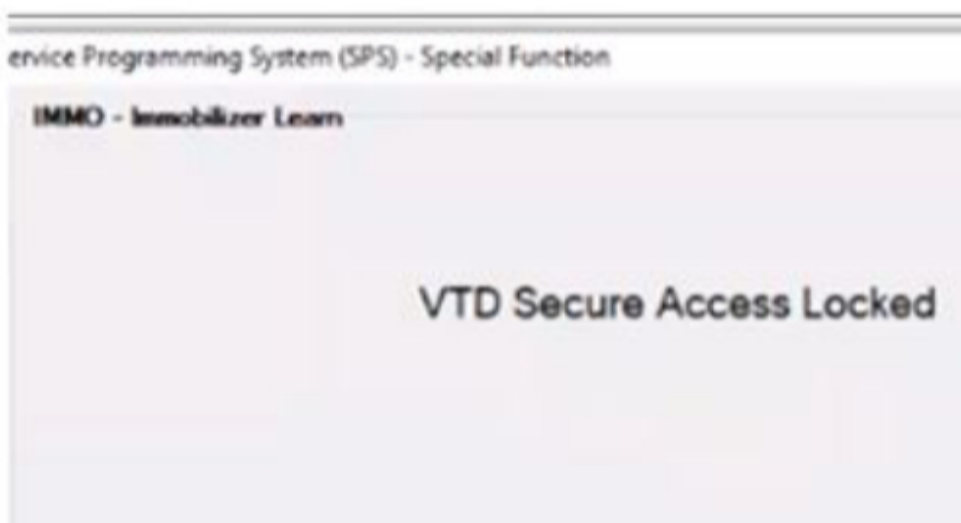 ervice Programming System (SPS) - Special Function
IMMO - Immobilizer Learn
VTD Secure Access Locked